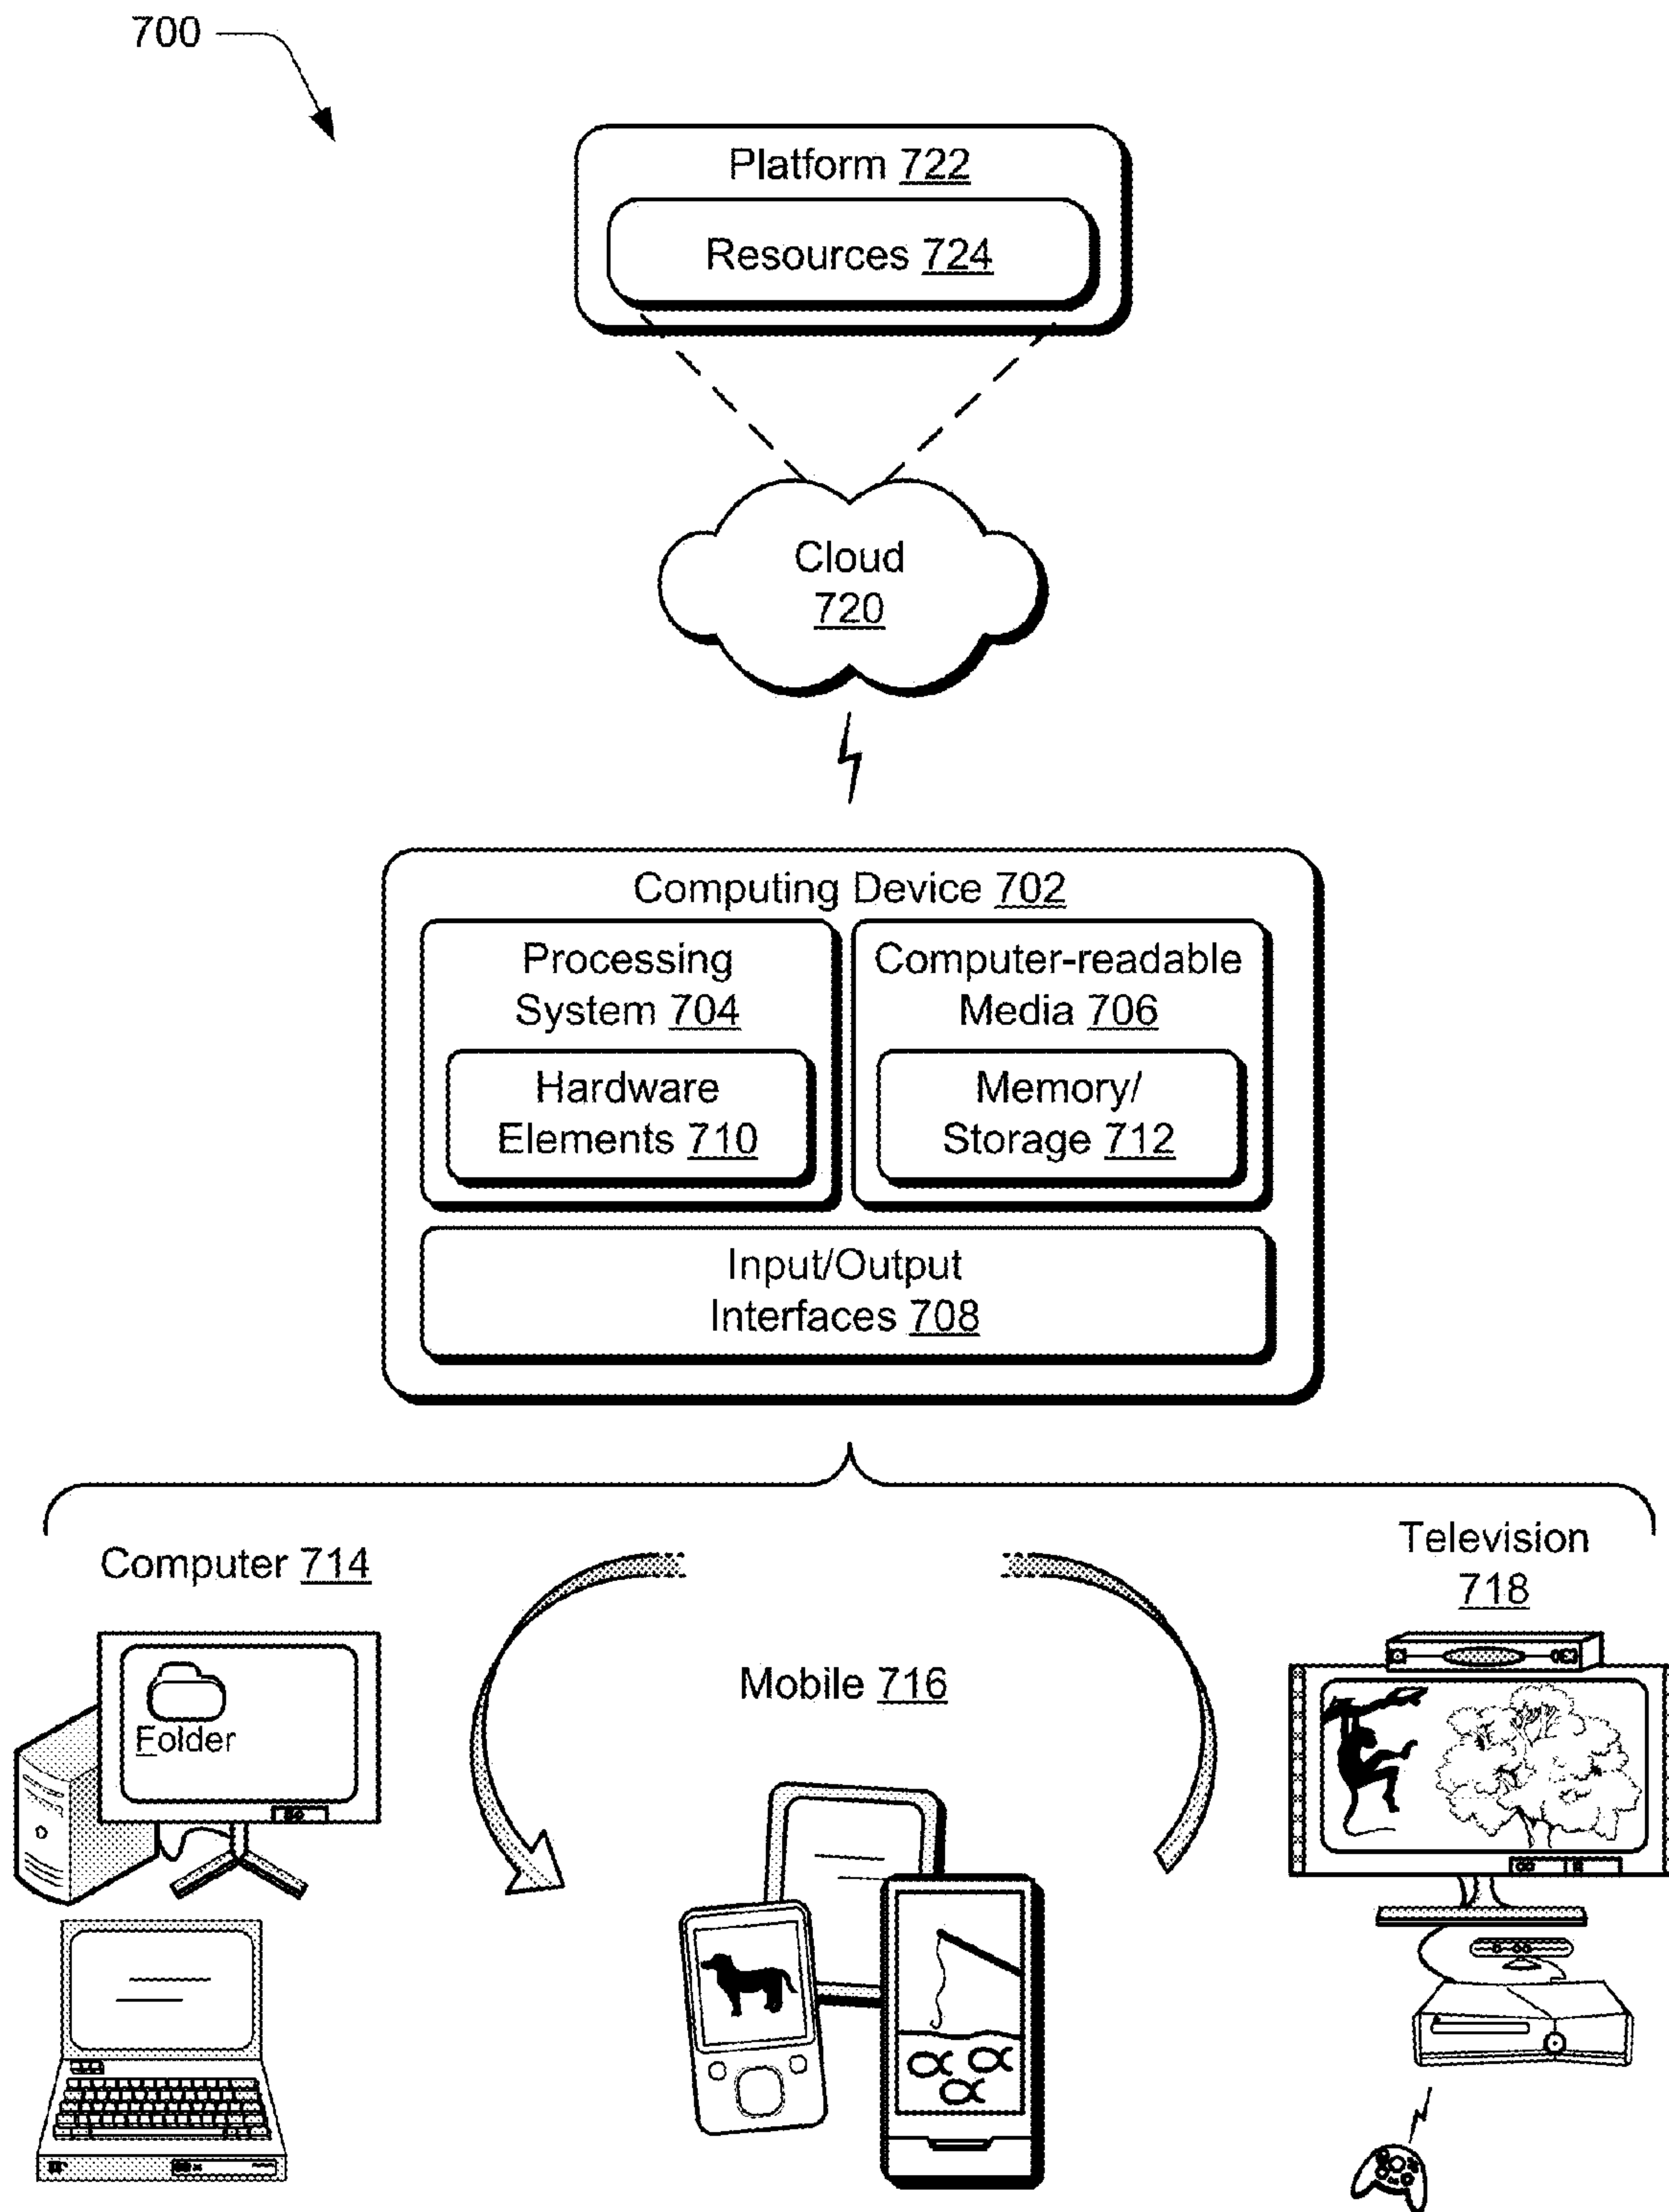 700
Platform 722
Resources 724
Cloud
720
Computing Device 702
Processing
System 704
Hardware
Elements 710
Computer-readable
Media 706
Memory/
Storage 712
Input/Output
Interfaces 708
Computer 714
Folder
Mobile 716
Television
718